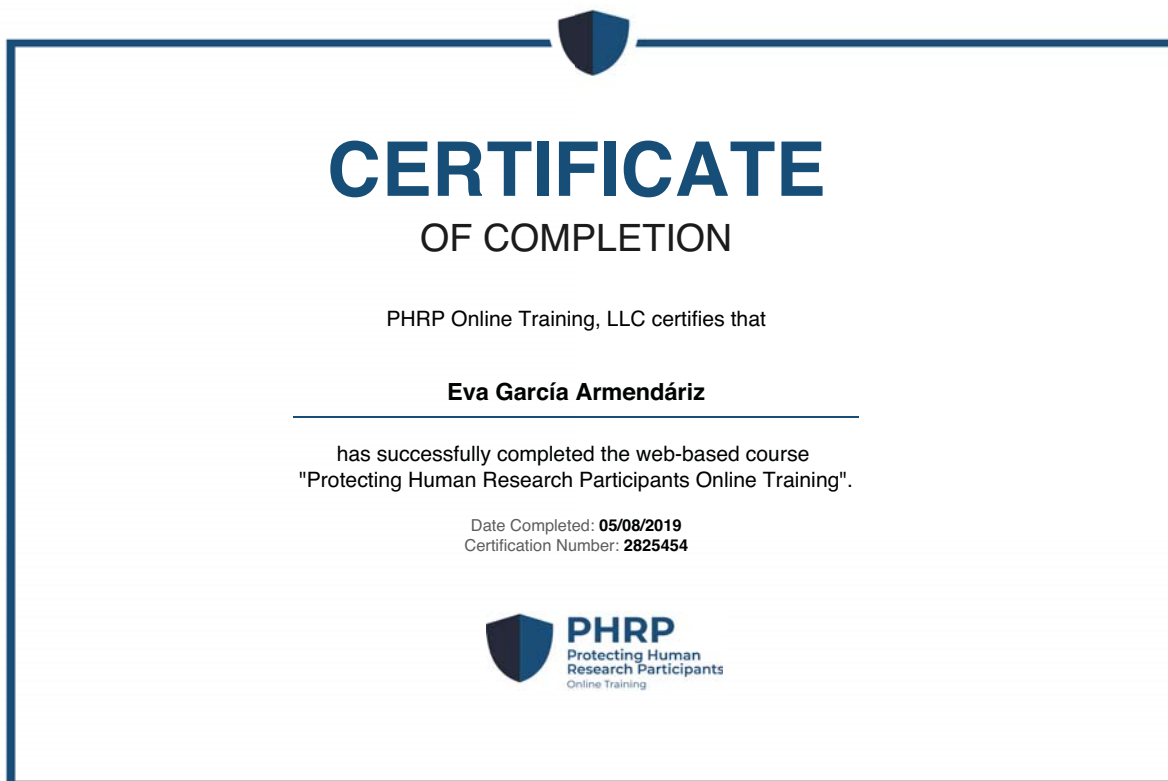 CERTIFICATE
OF COMPLETION
PHRP Online Training, LLC certifies that
Eva García Armendáriz
has successfully completed the web-based course
"Protecting Human Research Participants Online Training".
Date Completed: 05/08/2019
Certification Number: 2825454
PHRP
Protecting Human
Research Participants
Online Training